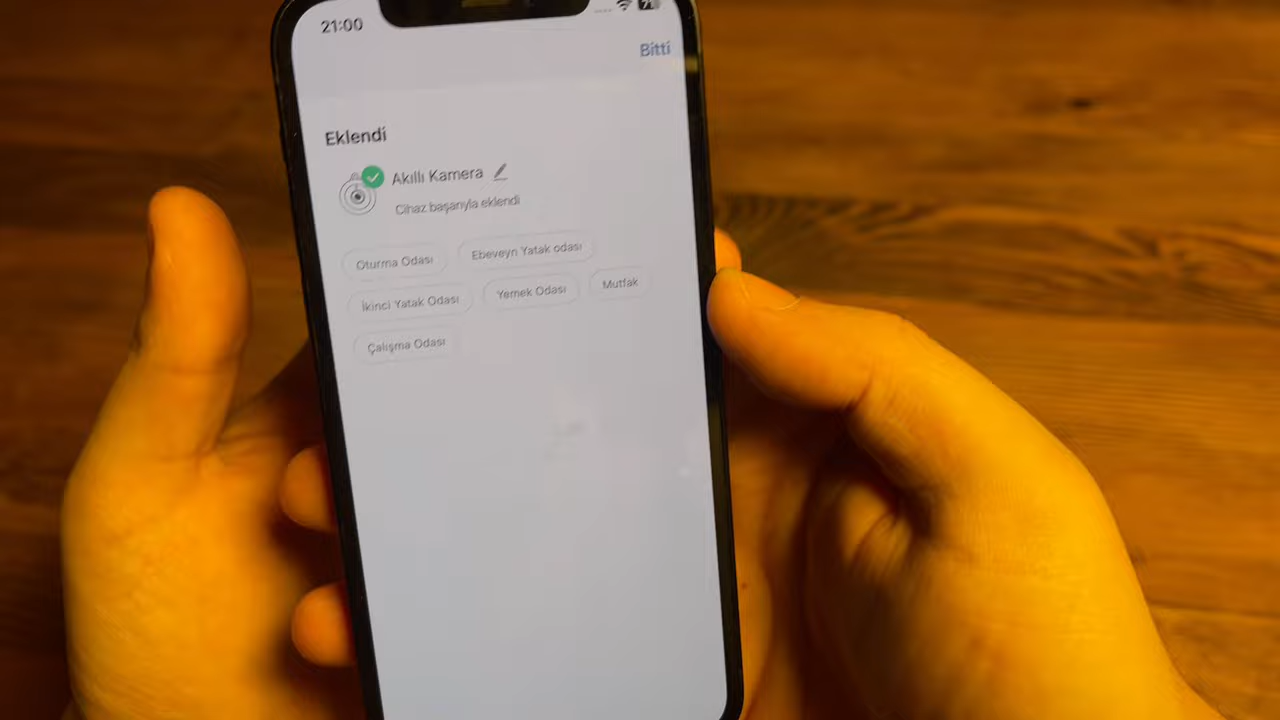 21:00
Bitti
Eklendi
Akıllı Kamera
Cihaz başarıyla eklendi
Oturma Odası Ebeveyn Yatak odası
İkinci Yatak Odası Yemek Odası Mutfak
Çalışma Odası